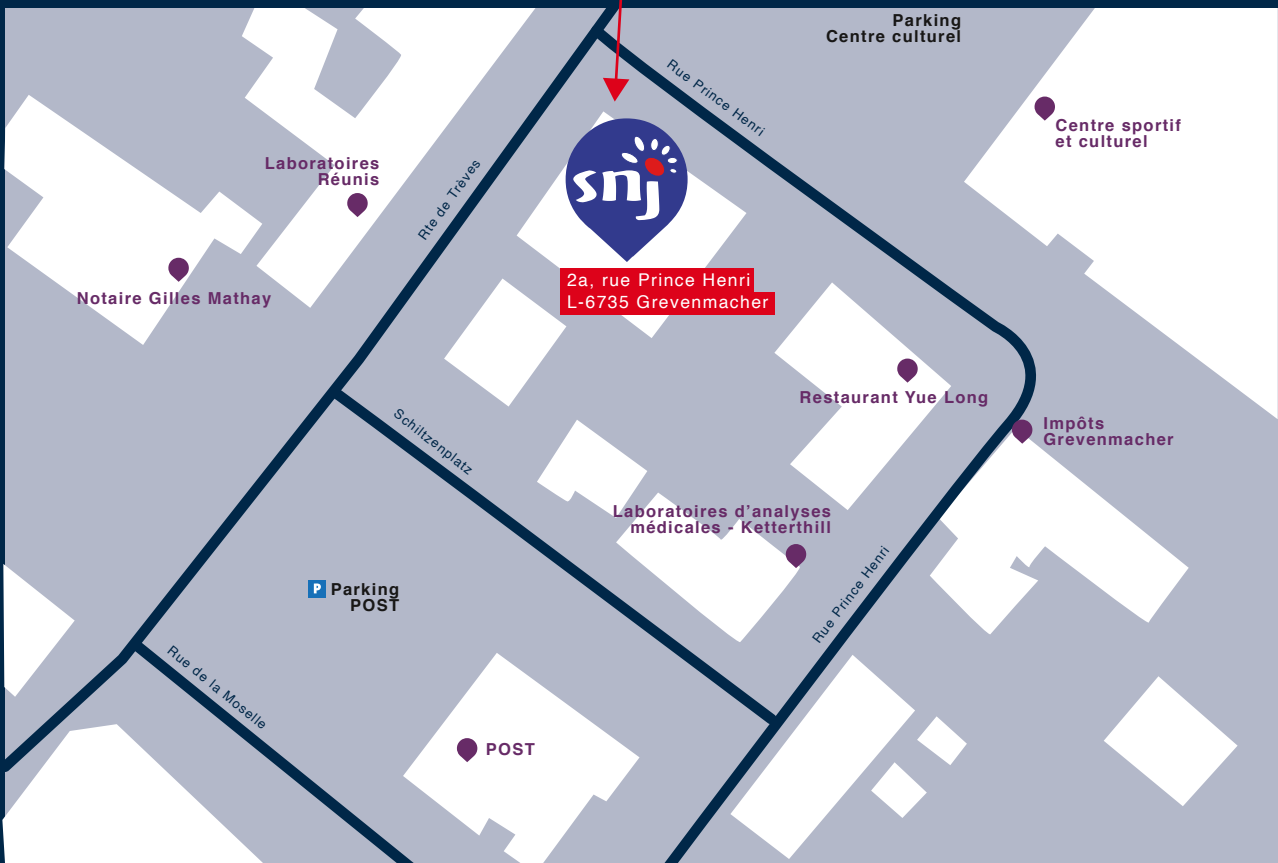 Parking
Centre culturel
Rue Prince Henri
Centre sportif
et culturel
Laboratoires
Réunis
Rte de Trèves
snj
Notaire Gilles Mathay
2a, rue Prince Henri
L-6735 Grevenmacher
Restaurant Yue Long
Impôts
Grevenmacher
Schiltzenplatz
Laboratoires d’analyses
médicales - Ketterthill
Rue Prince Henri
P Parking
POST
Rue de la Moselle
POST